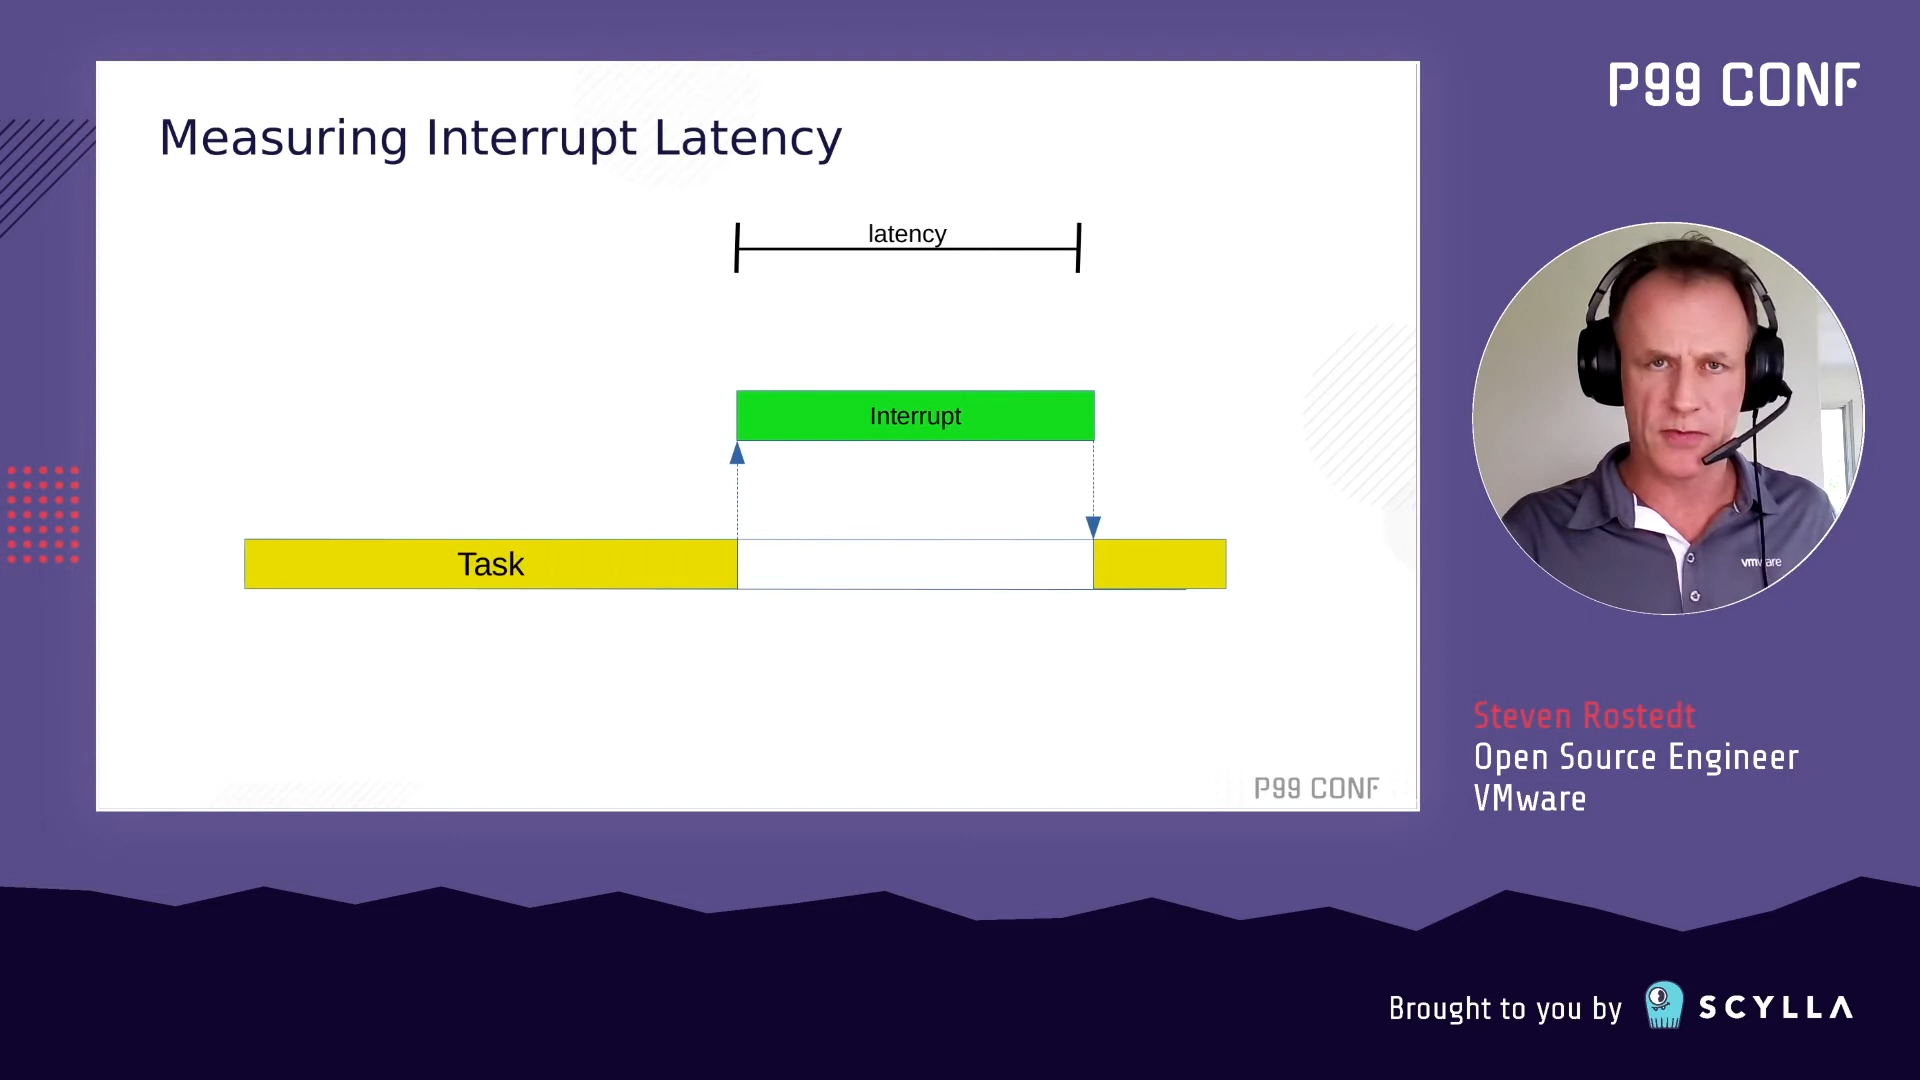 P99 CONF
Measuring Interrupt Latency
latency
Interrupt
Task
P99 CONF
vmware
Steven Rostedt
Open Source Engineer
VMware
Brought to you by SCYLLA